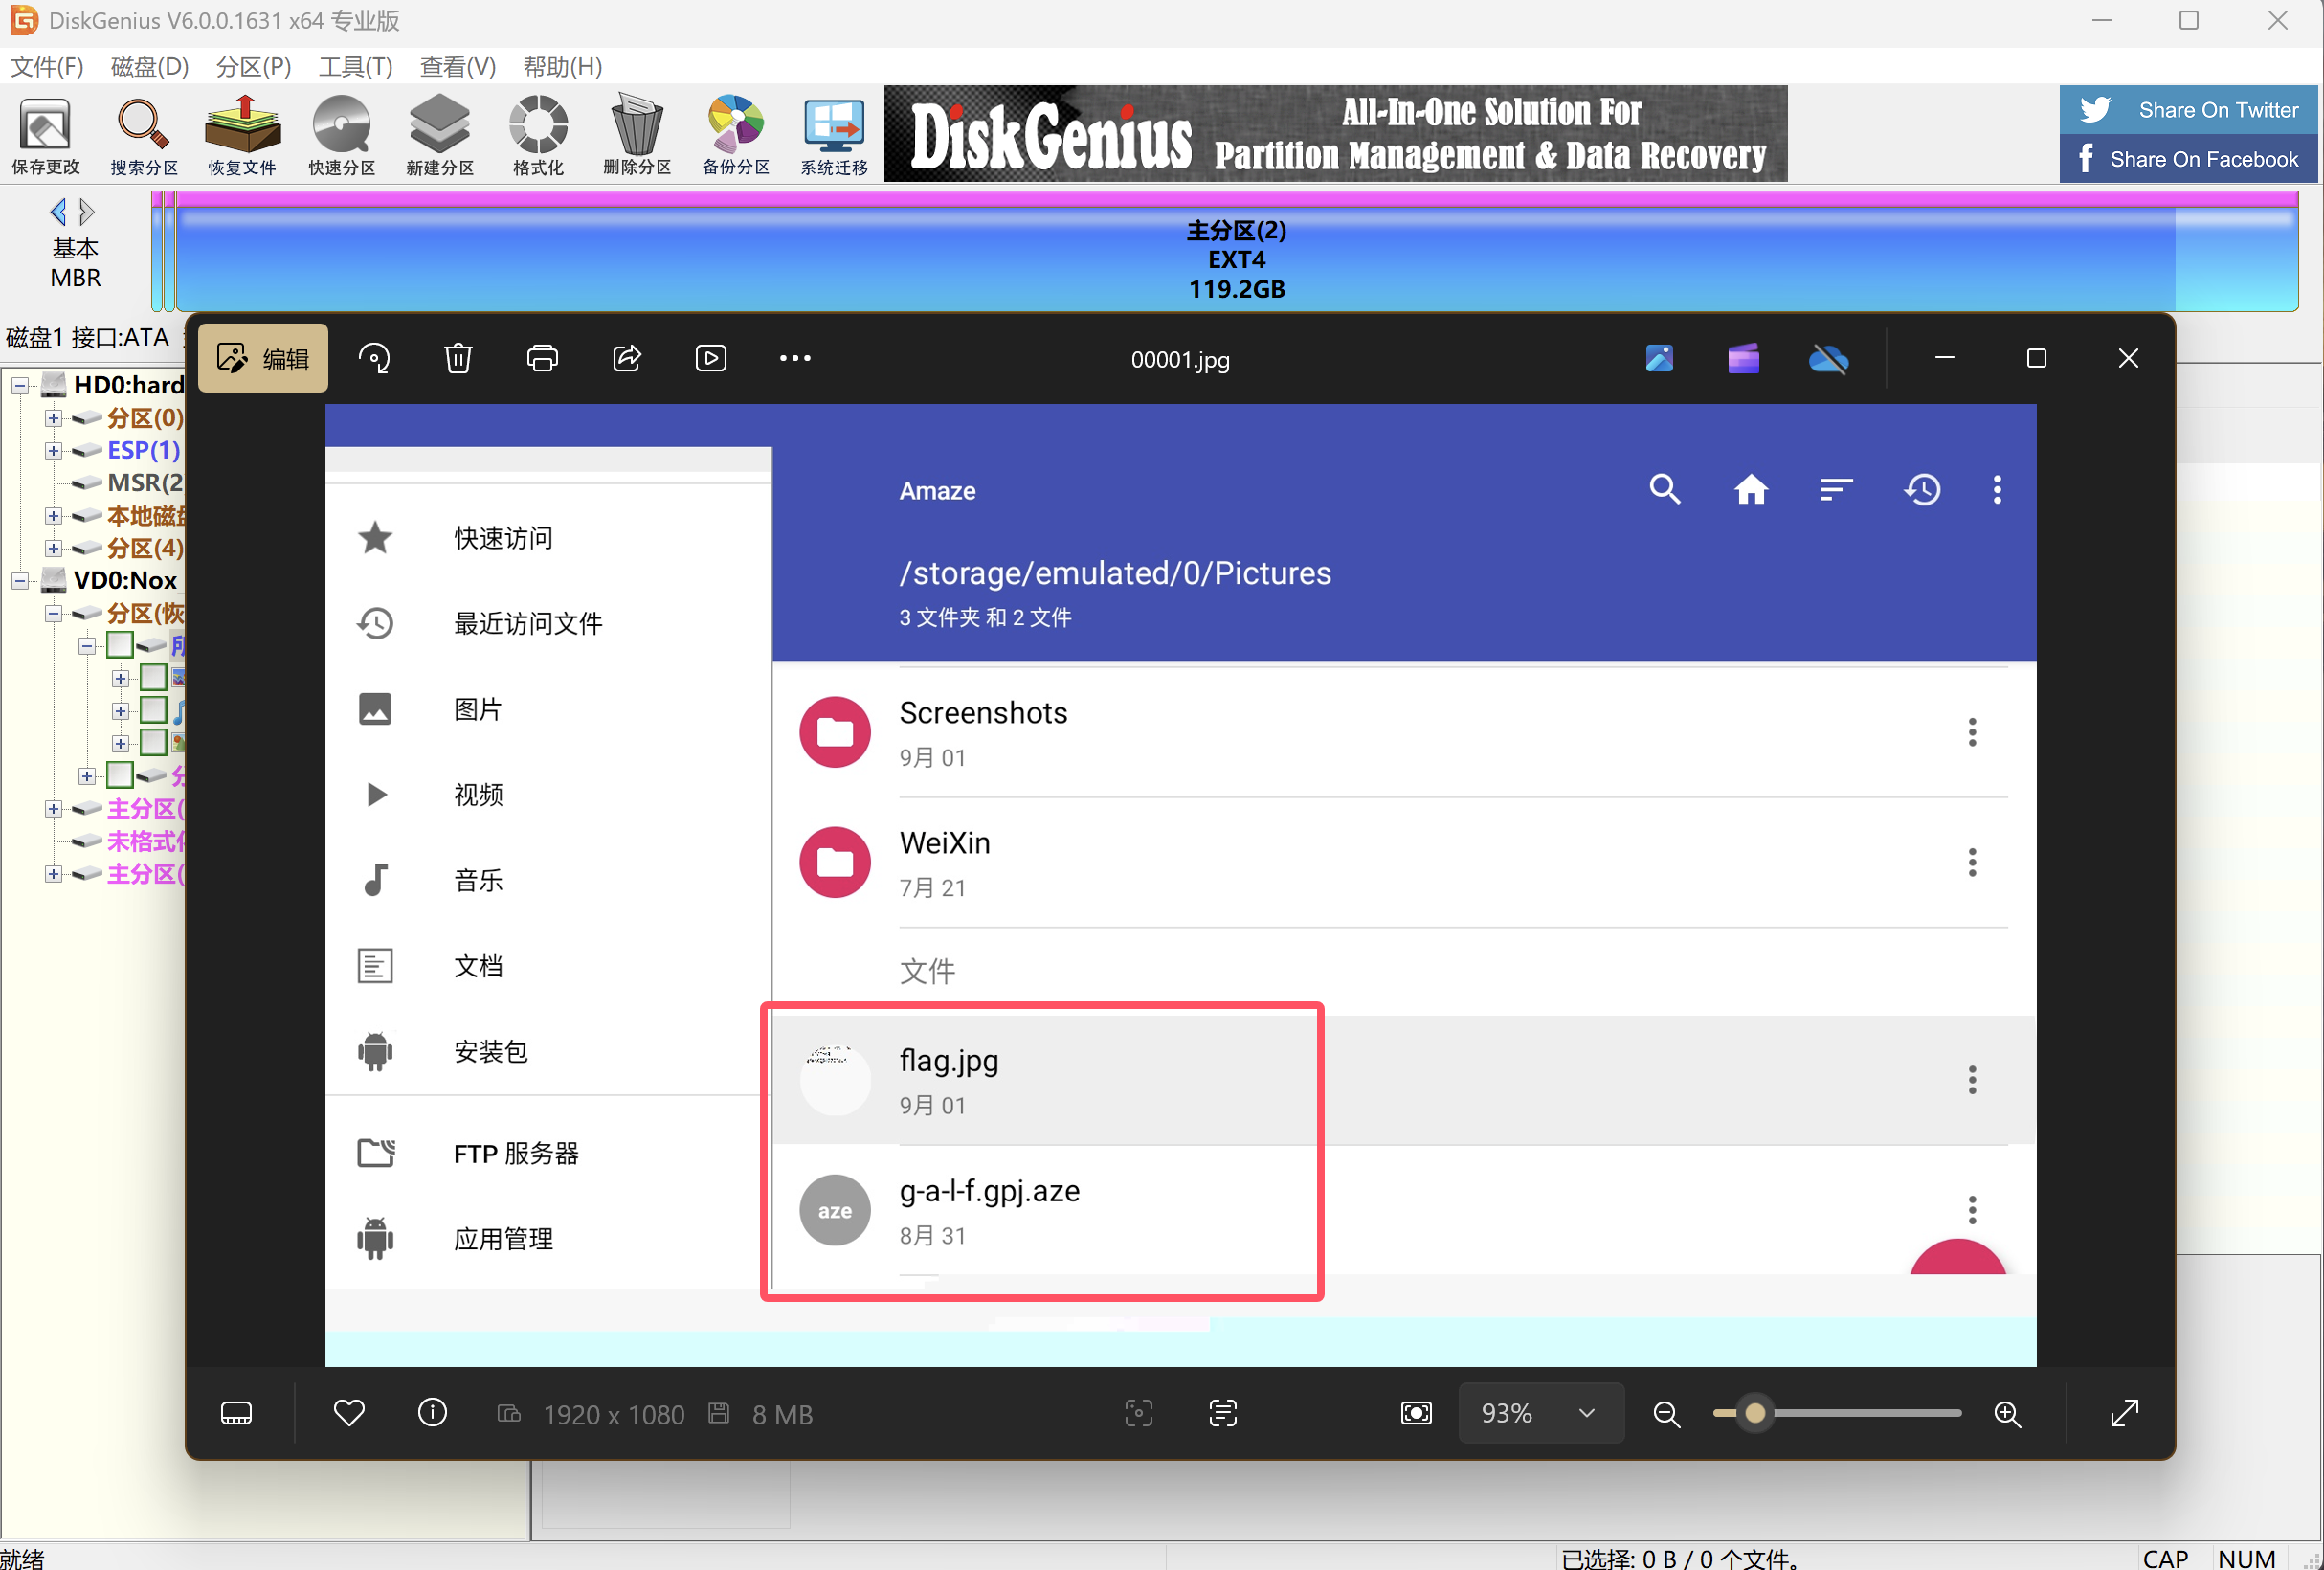 DiskGenius V6.0.0.1631 x64 专业版
文件(F) 磁盘(D) 分区(P) 工具(T) 查看(V) 帮助(H)
保存更改 搜索分区 恢复文件 快速分区 新建分区 格式化 删除分区 备份分区 系统迁移
DiskGenius
All-In-One Solution For
Partition Management & Data Recovery
Share On Twitter
Share On Facebook
基本
MBR
主分区(2)
EXT4
119.2GB
磁盘1 接口:ATA
HD0:hard
分区(0)
ESP(1)
MSR(2
本地磁盘
分区(4)
VD0:Nox_
分区(恢
主分区(
未格式化
主分区(
编辑
00001.jpg
快速访问
最近访问文件
图片
视频
音乐
文档
安装包
FTP 服务器
应用管理
Amaze
/storage/emulated/0/Pictures
3 文件夹 和 2 文件
Screenshots
9月 01
WeiXin
7月 21
文件
flag.jpg
9月 01
aze
g-a-l-f.gpj.aze
8月 31
1920 x 1080 8 MB
93%
就绪
已选择: 0 B / 0 个文件。
CAP NUM